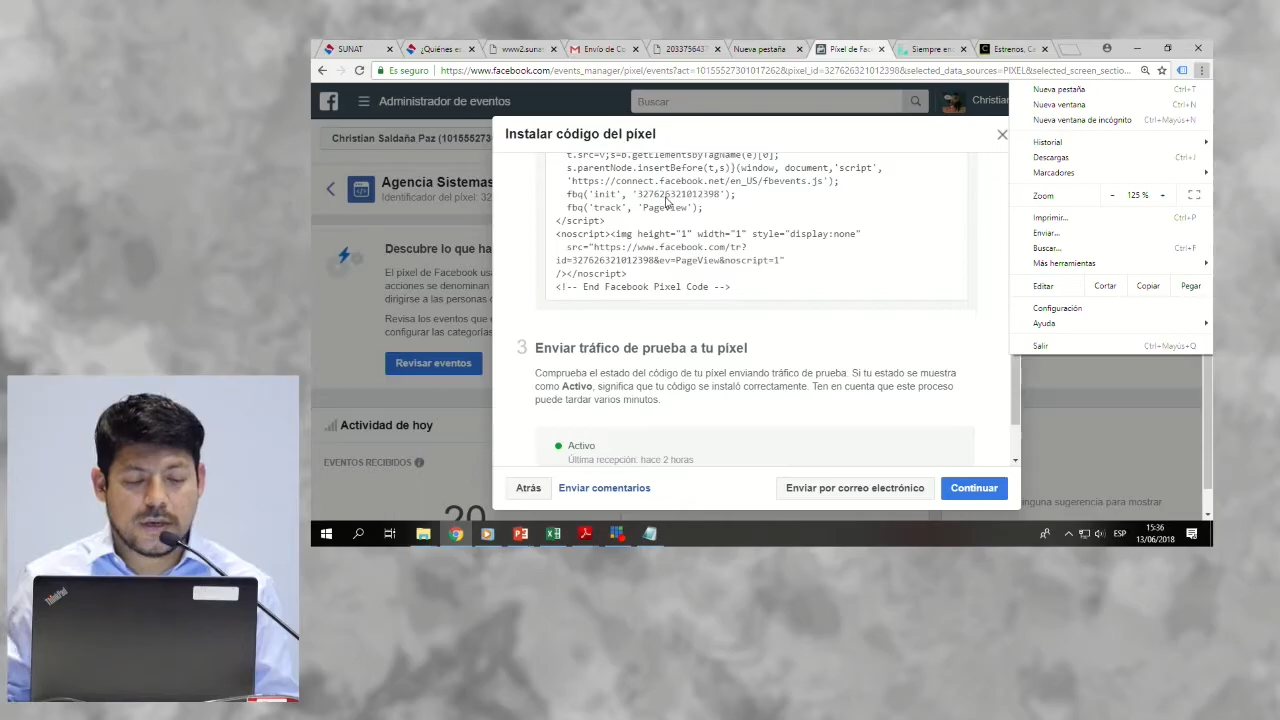 SUNAT
¿Quiénes es
www2.suna
Envío de Co
2033756437
Nueva pestaña
Píxel de Face
Siempre en
Estrenos, Ca
Es seguro
https://www.facebook.com/events_manager/pixel/events?act=10155527301017262&pixel_id=327626321012398&selected_data_sources=PIXEL&selected_screen_sectio...
Administrador de eventos
Buscar
Christian
Christian Saldaña Paz (1015552730
Agencia Sistemas
Identificador del píxel:
Descubre lo que ha
El píxel de Facebook usa
acciones se denominan
dirigirse a las personas
Revisa los eventos que
configurar las categorías
Revisar eventos
Actividad de hoy
EVENTOS RECIBIDOS
20
Instalar código del píxel
t.src=v;s=b.getElementsByTagName(e)[0];
s.parentNode.insertBefore(t,s)}(window, document,'script',
'https://connect.facebook.net/en_US/fbevents.js');
fbq('init', '327626321012398');
fbq('track', 'PageView');
</script>
<noscript><img height="1" width="1" style="display:none"
src="https://www.facebook.com/tr?
id=327626321012398&ev=PageView&noscript=1"
/></noscript>
<!-- End Facebook Pixel Code -->
3 Enviar tráfico de prueba a tu píxel
Comprueba el estado del código de tu píxel enviando tráfico de prueba. Si tu estado se muestra
como Activo, significa que tu código se instaló correctamente. Ten en cuenta que este proceso
puede tardar varios minutos.
Activo
Última recepción. hace 2 horas
Atrás
Enviar comentarios
Enviar por correo electrónico
Continuar
Nueva pestaña Ctrl+T
Nueva ventana Ctrl+N
Nueva ventana de incógnito Ctrl+Mayús+N
Historial
Descargas Ctrl+J
Marcadores
Zoom - 125 % +
Imprimir... Ctrl+P
Enviar...
Buscar... Ctrl+F
Más herramientas
Editar Cortar Copiar Pegar
Configuración
Ayuda
Salir Ctrl+Mayús+Q
inguna sugerencia para mostrar
ESP
15:36
13/06/2018
ThinkPad